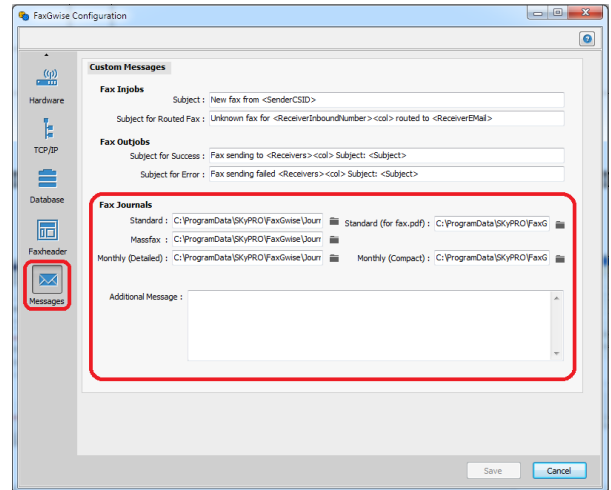 FaxGwise Configuration
Hardware
TCP/IP
Database
Faxheader
Messages
Custom Messages
Fax Injobs
Subject : New fax from <SenderCSID>
Subject for Routed Fax : Unknown fax for <ReceiverInboundNumber><col> routed to <ReceiverEMail>
Fax Outjobs
Subject for Success : Fax sending to <Receivers><col> Subject: <Subject>
Subject for Error : Fax sending failed <Receivers><col> Subject: <Subject>
Fax Journals
Standard : C:\ProgramData\SKyPRO\FaxGwise\Journ Standard (for fax.pdf) : C:\ProgramData\SKyPRO\FaxG
Massfax : C:\ProgramData\SKyPRO\FaxGwise\Journ
Monthly (Detailed) : C:\ProgramData\SKyPRO\FaxGwise\Journ Monthly (Compact) : C:\ProgramData\SKyPRO\FaxG
Additional Message :
Save Cancel